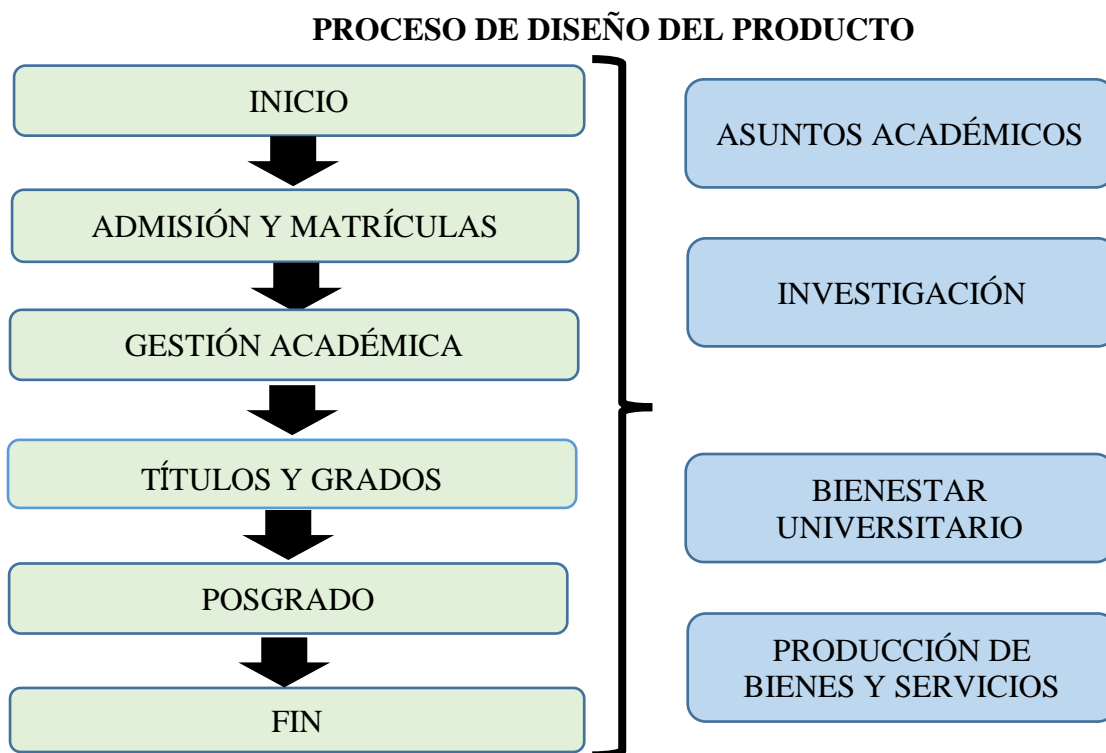 PROCESO DE DISEÑO DEL PRODUCTO
INICIO
ADMISIÓN Y MATRÍCULAS
GESTIÓN ACADÉMICA
TÍTULOS Y GRADOS
POSGRADO
FIN
ASUNTOS ACADÉMICOS
INVESTIGACIÓN
BIENESTAR
UNIVERSITARIO
PRODUCCIÓN DE
BIENES Y SERVICIOS